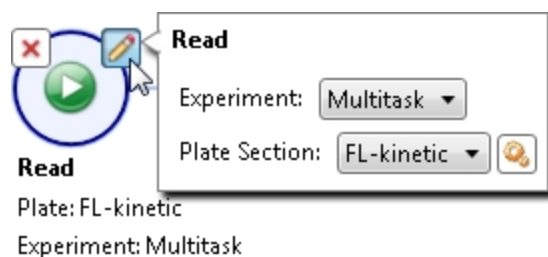 Read
Experiment: Multitask
Plate Section: FL-kinetic
Read
Plate: FL-kinetic
Experiment: Multitask